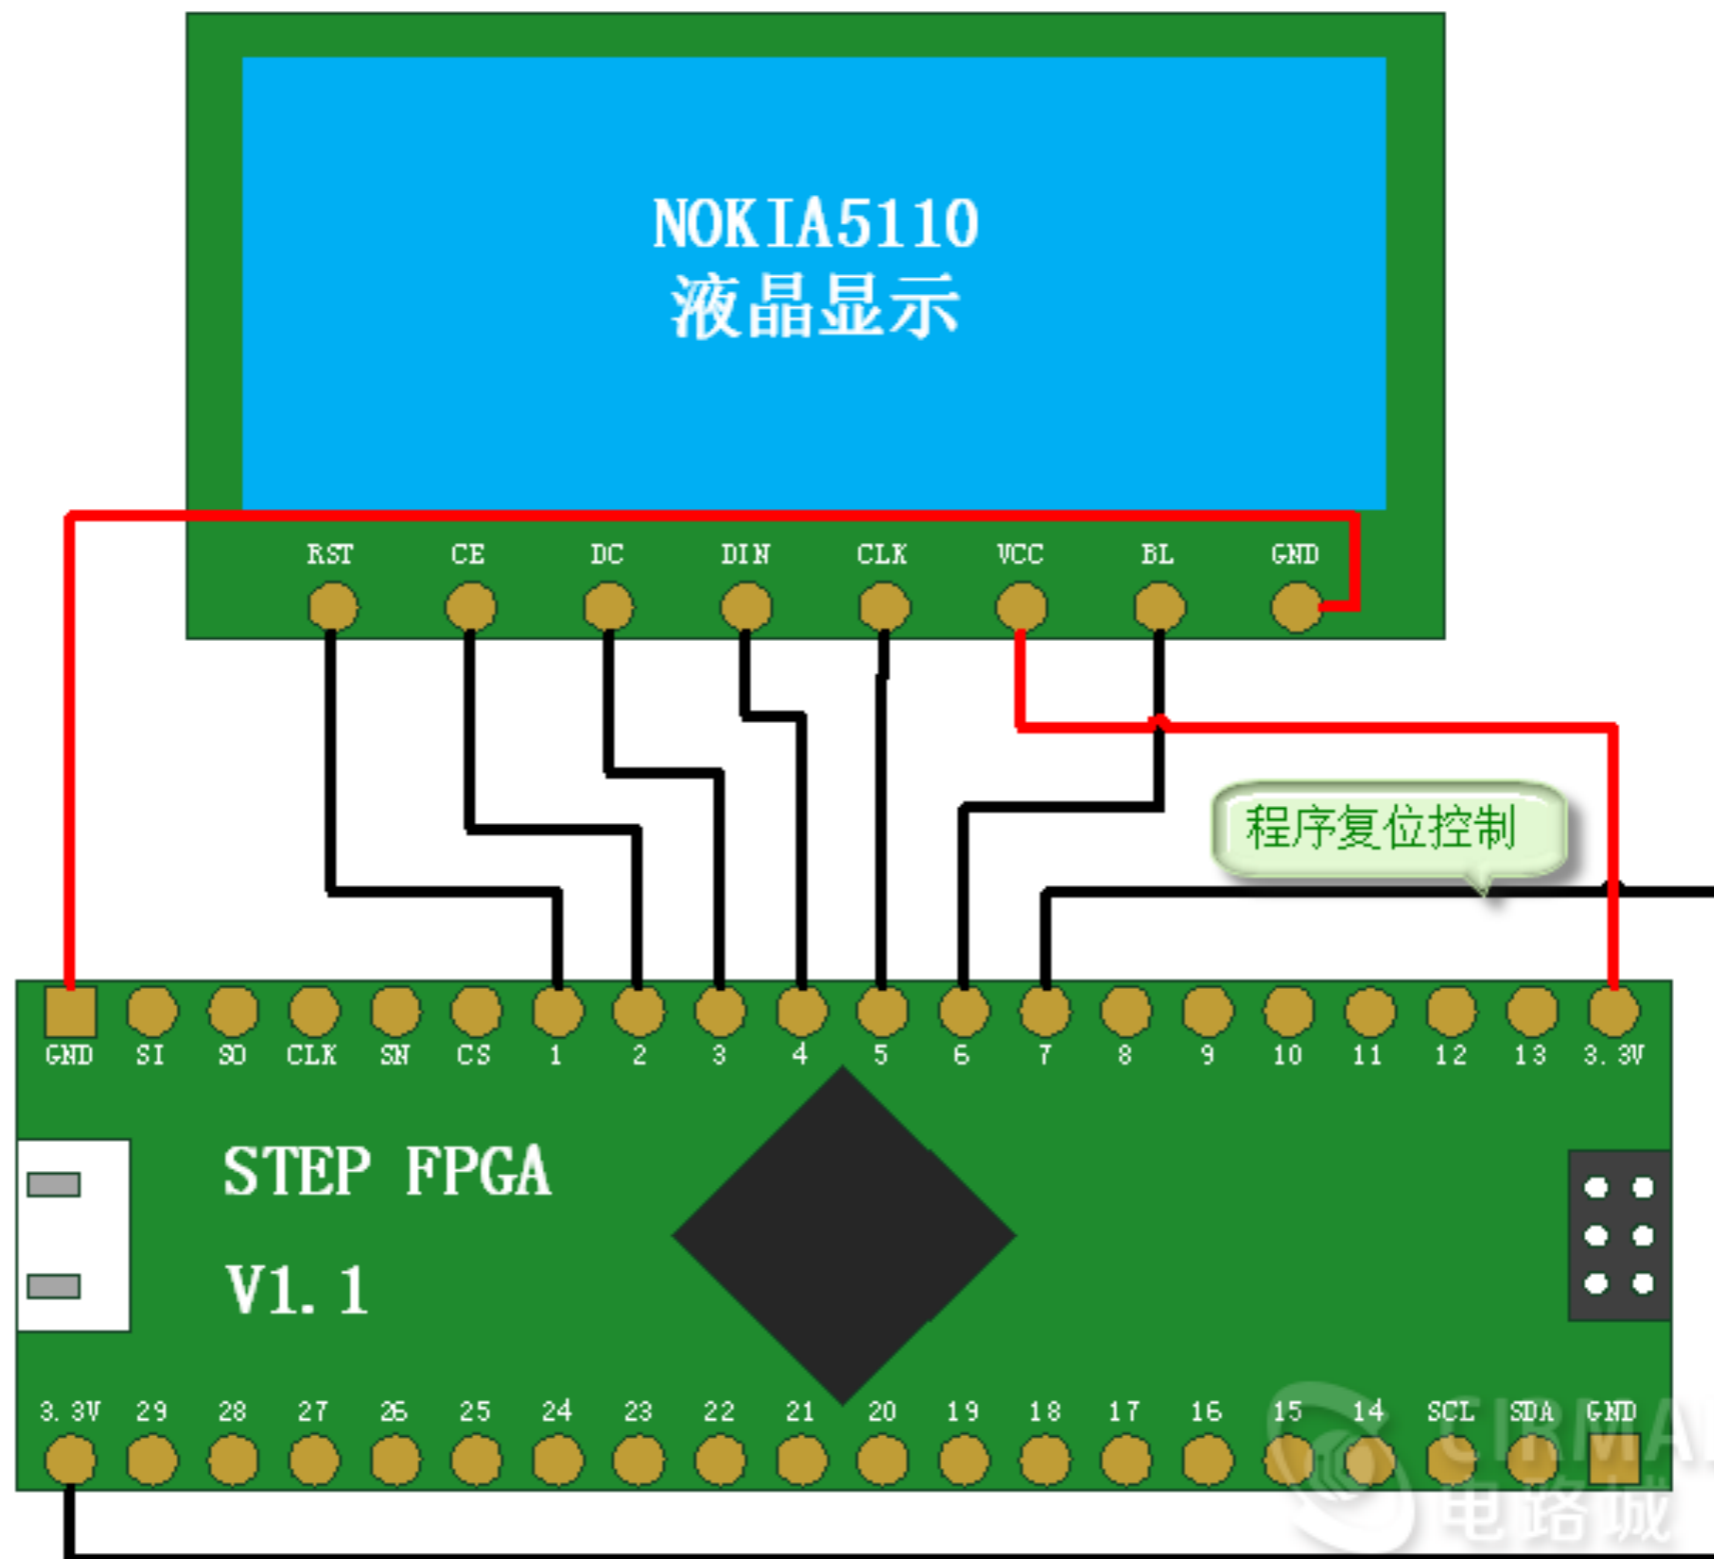 NOKIA5110
液晶显示
RST CE DC DIN CLK VCC BL GND
程序复位控制
GND SI SO CLK SN CS 1 2 3 4 5 6 7 8 9 10 11 12 13 3.3V
STEP FPGA
V1.1
3.3V 29 28 27 26 25 24 23 22 21 20 19 18 17 16 15 14 SCL SDA GND
CIRMA
电路城